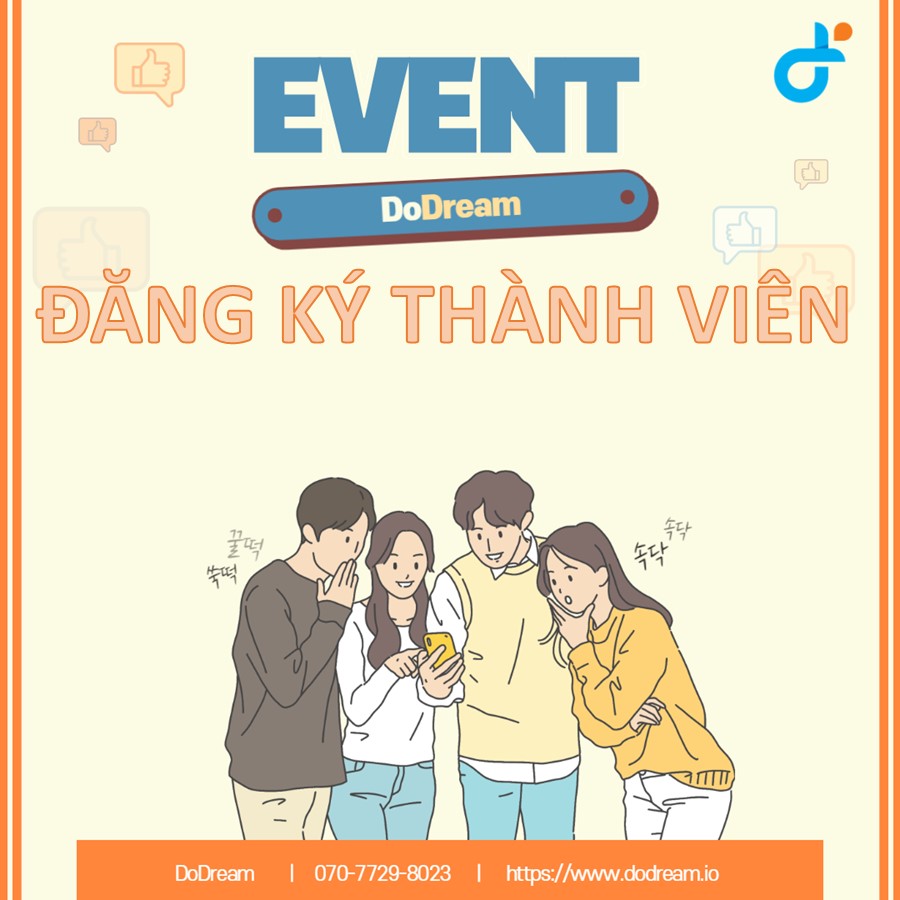 EVENT
DoDream
ĐĂNG KÝ THÀNH VIÊN
속닥
꿀떡
속닥
쑥떡
DoDream | 070-7729-8023 | https://www.dodream.io